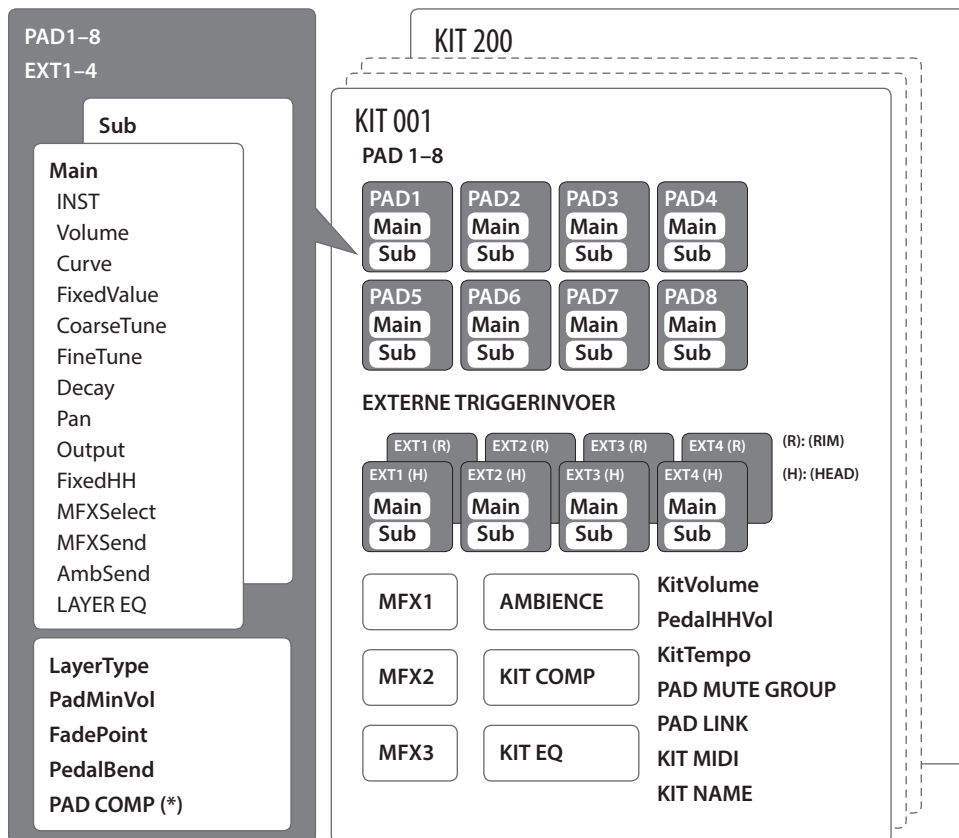 PAD1–8
EXT1–4
Sub
Main
INST
Volume
Curve
FixedValue
CoarseTune
FineTune
Decay
Pan
Output
FixedHH
MFXSelect
MFXSend
AmbSend
LAYER EQ
LayerType
PadMinVol
FadePoint
PedalBend
PAD COMP (*)
KIT 200
KIT 001
PAD 1–8
PAD1 PAD2 PAD3 PAD4
Main Main Main Main
Sub Sub Sub Sub
PAD5 PAD6 PAD7 PAD8
Main Main Main Main
Sub Sub Sub Sub
EXTERNE TRIGGERINVOER
EXT1 (R) EXT2 (R) EXT3 (R) EXT4 (R) (R): (RIM)
EXT1 (H) EXT2 (H) EXT3 (H) EXT4 (H) (H): (HEAD)
Main Main Main Main
Sub Sub Sub Sub
MFX1 AMBIENCE
MFX2 KIT COMP
MFX3 KIT EQ
KitVolume
PedalHHVol
KitTempo
PAD MUTE GROUP
PAD LINK
KIT MIDI
KIT NAME